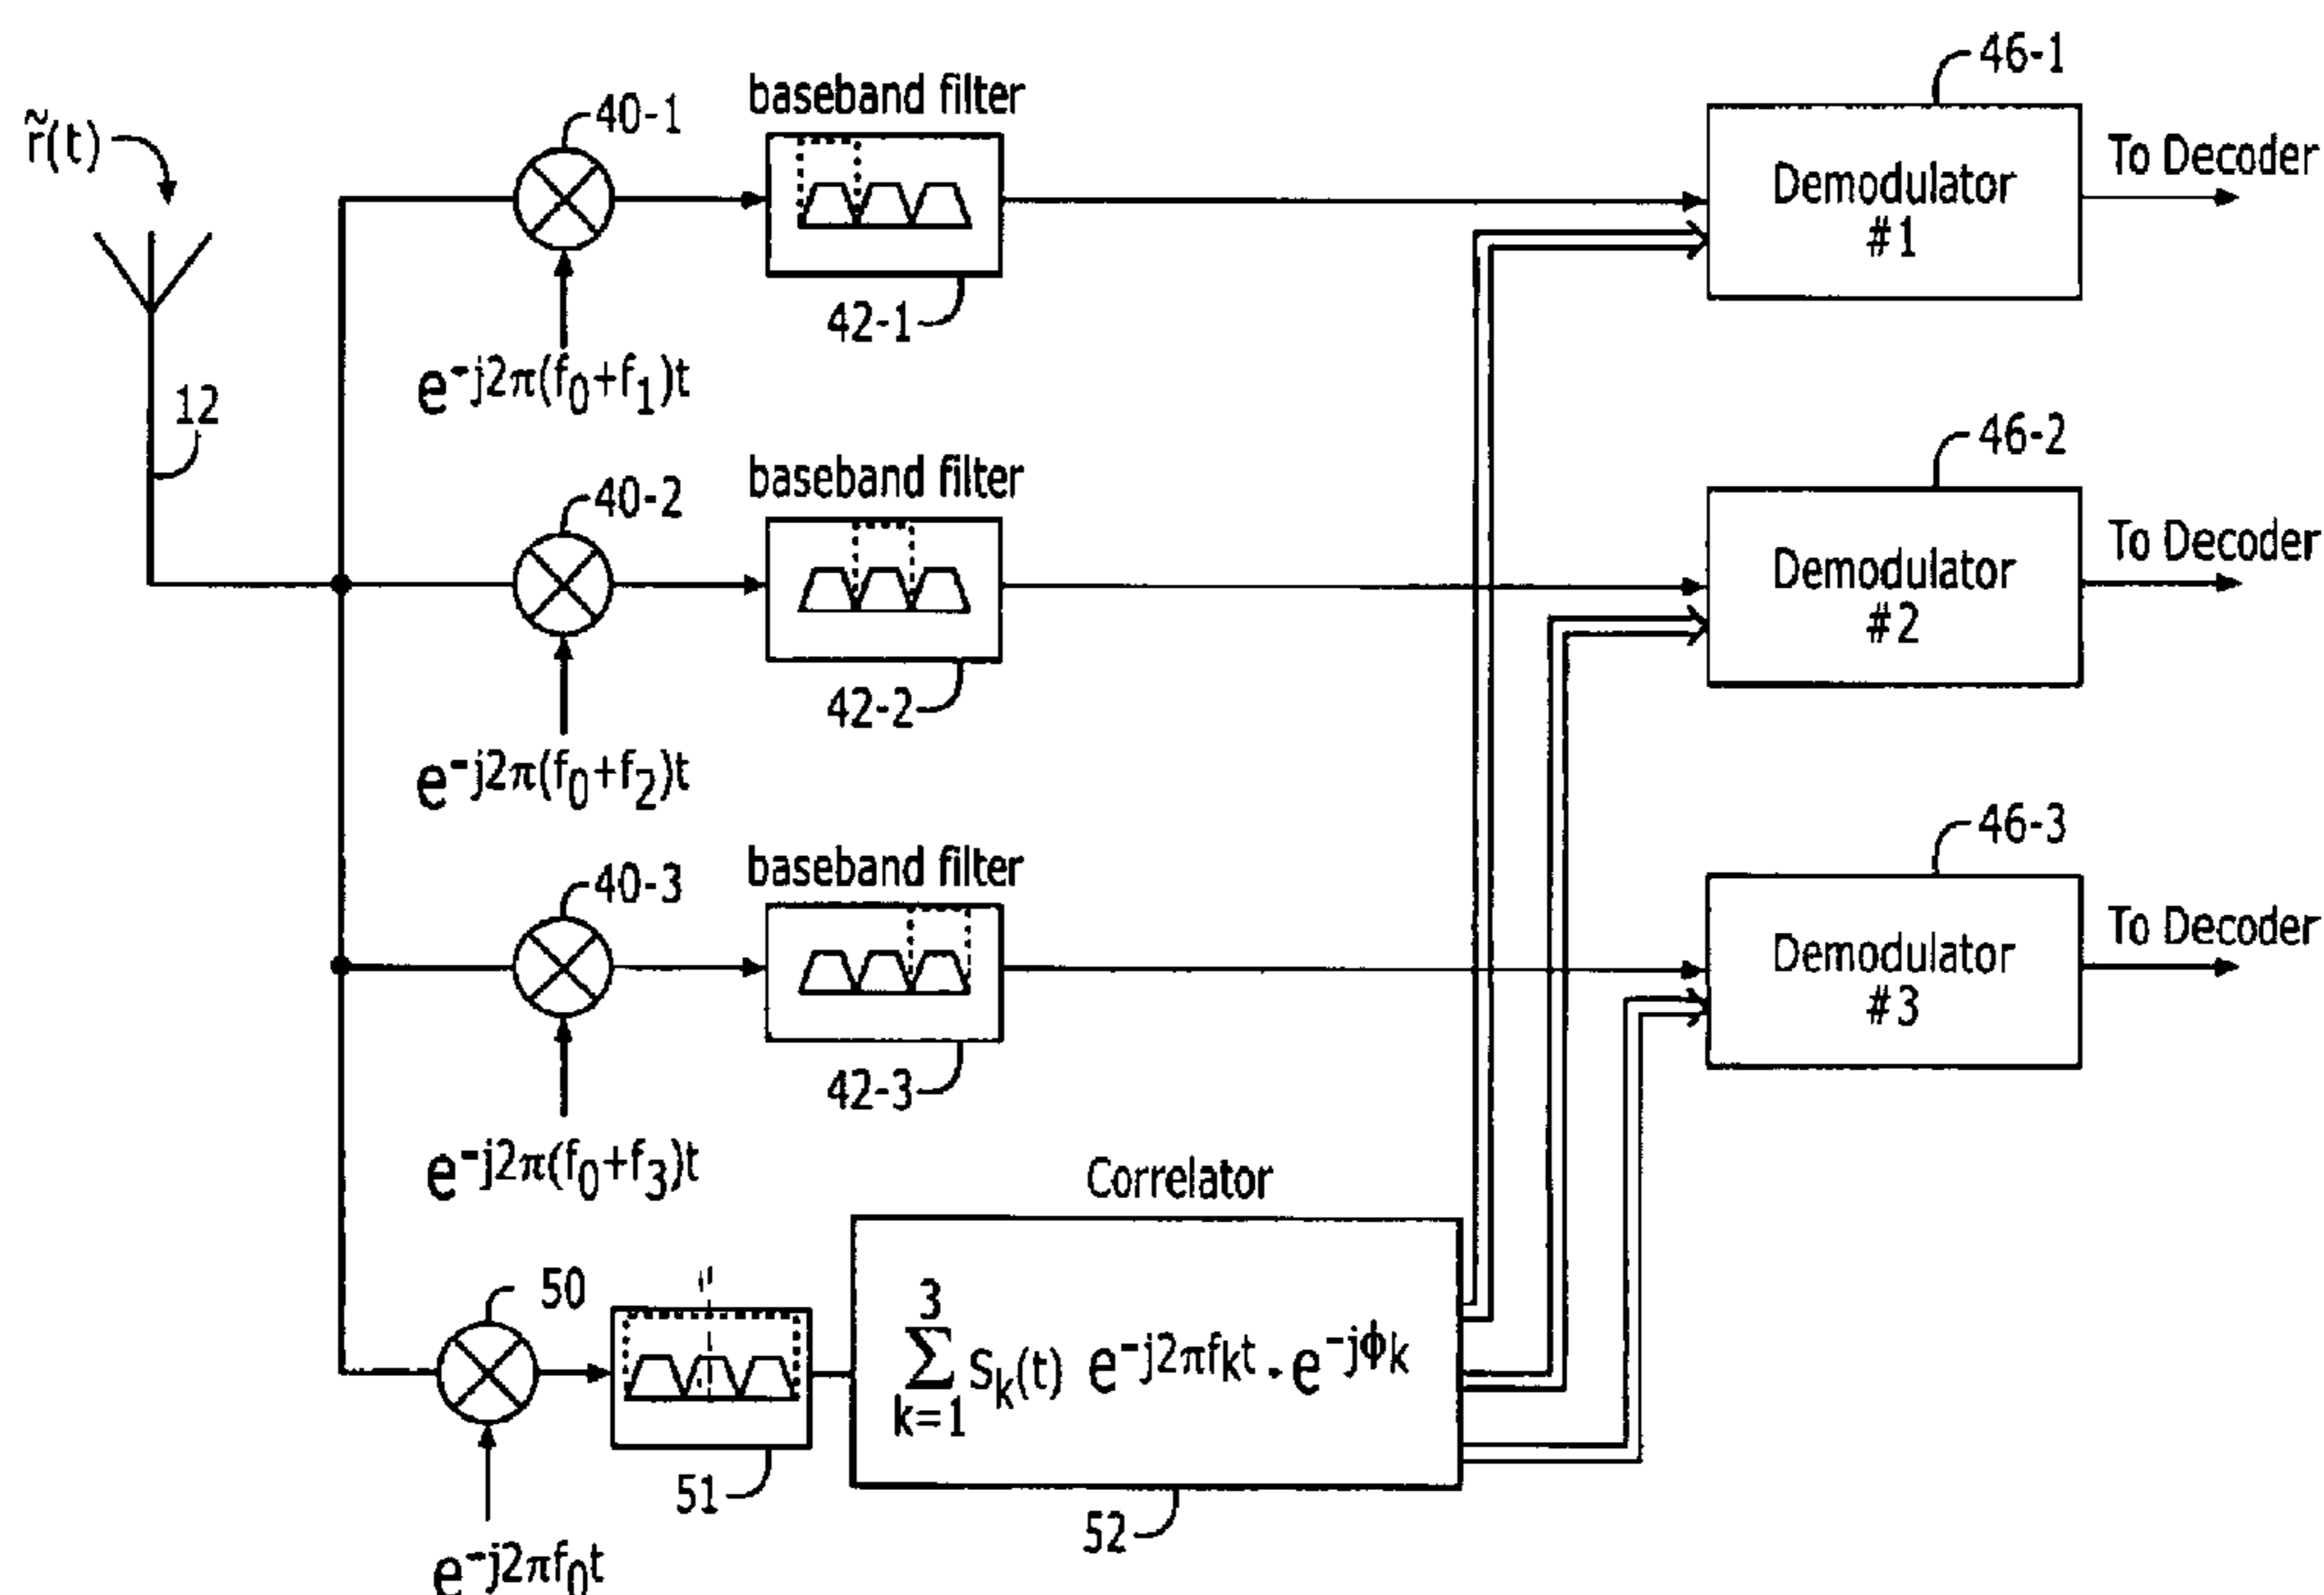 r̃(t)
12
40-1
e^-j2π(f₀+f₁)t
baseband filter
42-1
46-1
Demodulator
#1
To Decoder
40-2
e^-j2π(f₀+f₂)t
baseband filter
42-2
46-2
Demodulator
#2
To Decoder
40-3
e^-j2π(f₀+f₃)t
baseband filter
42-3
46-3
Demodulator
#3
To Decoder
50
e^-j2πf₀t
51
Correlator
3
Σ Sₖ(t) e^-j2πfₖt . e^-jϕₖ
k=1
52